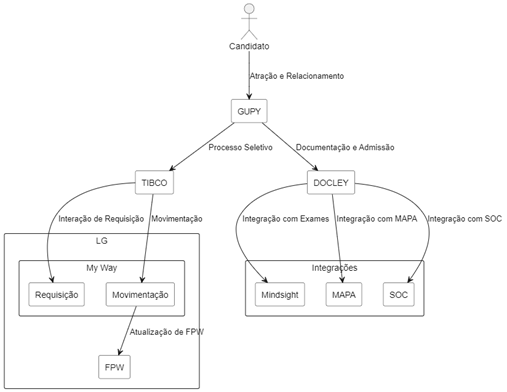 Candidato
Atração e Relacionamento
GUPY
Processo Seletivo
Documentação e Admissão
TIBCO
DOCLEY
Interação de Requisição
Movimentação
Integração com Exames
Integração com MAPA
Integração com SOC
LG
My Way
Integrações
Requisição
Movimentação
Mindsight
MAPA
SOC
Atualização de FPW
FPW